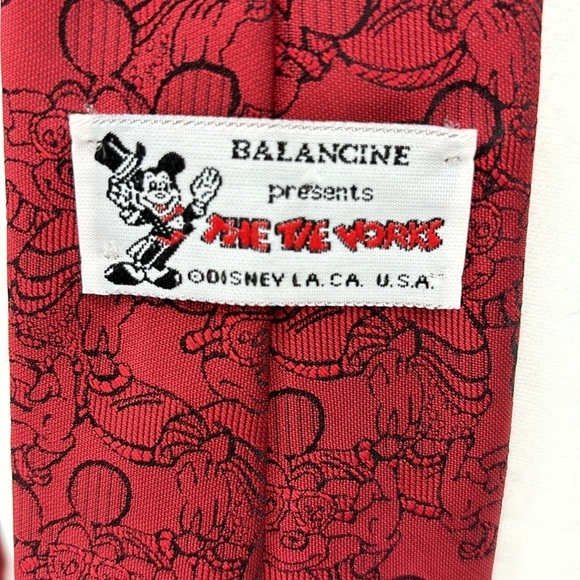 BALANCINE
presents
THE TIE WORKS
©DISNEY LA. CA. U.S.A.